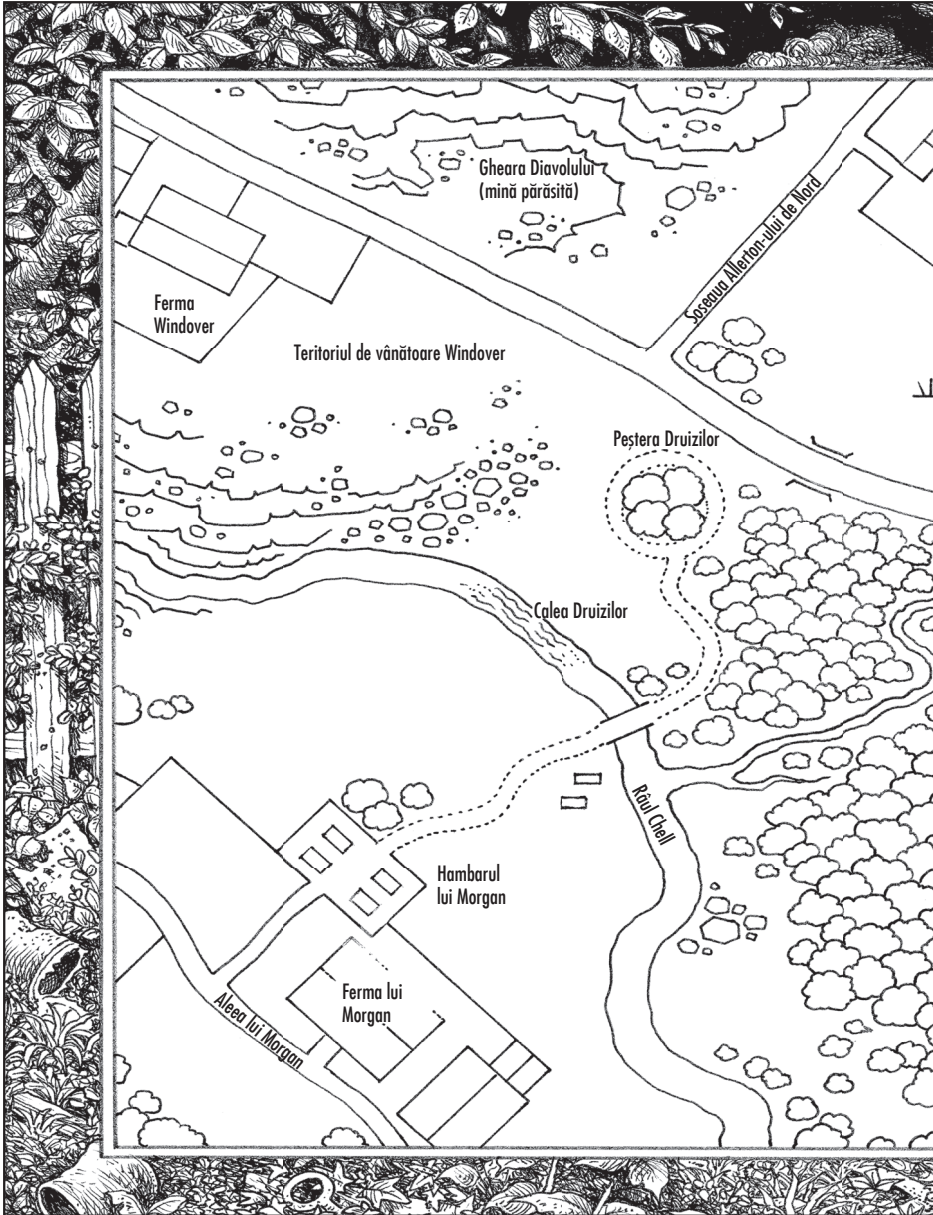 Gheara Diavolului
(mină părăsită)
Soseaua Allerton-ului de Nord
Ferma
Windover
Teritoriul de vânătoare Windover
Peștera Druizilor
Calea Druizilor
Râul Chell
Hambarul
lui Morgan
Ferma lui
Morgan
Aleea lui Morgan